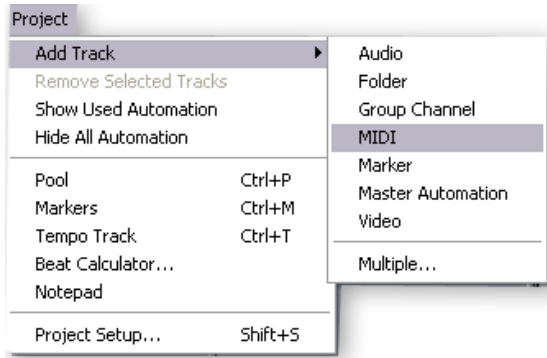 Project
Add Track
Remove Selected Tracks
Show Used Automation
Hide All Automation
Pool Ctrl+P
Markers Ctrl+M
Tempo Track Ctrl+T
Beat Calculator...
Notepad
Project Setup... Shift+S
Audio
Folder
Group Channel
MIDI
Marker
Master Automation
Video
Multiple...